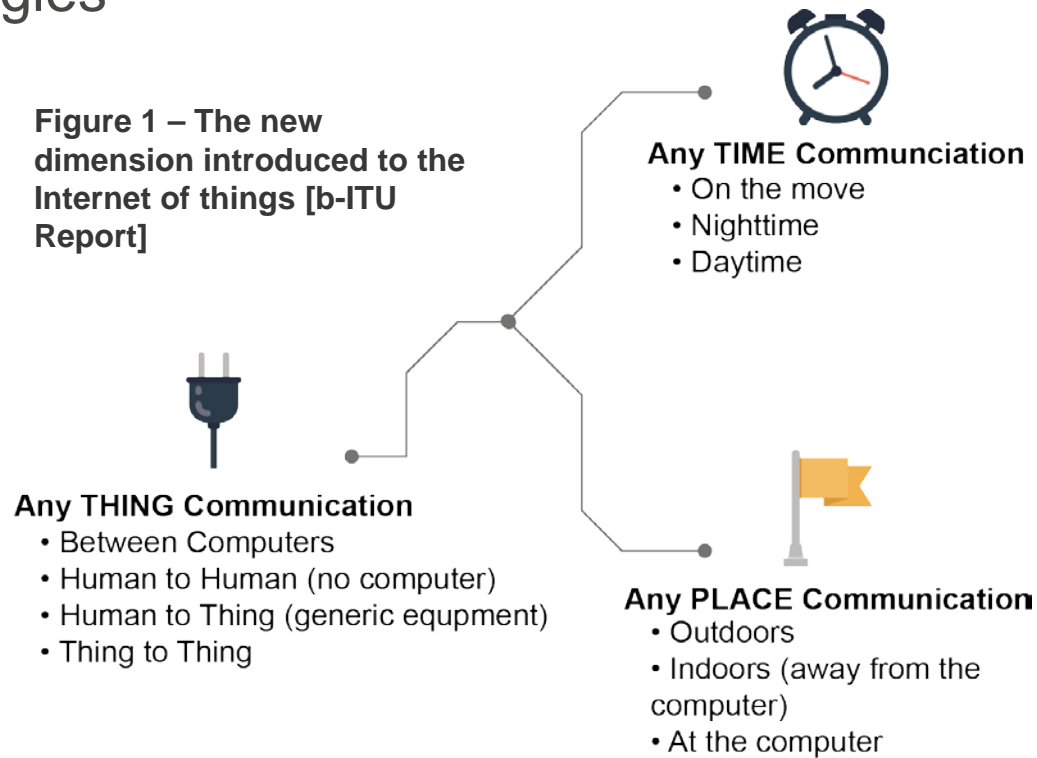 Figure 1 – The new
dimension introduced to the
Internet of things [b-ITU
Report]
Any TIME Communciation
• On the move
• Nighttime
• Daytime
Any THING Communication
• Between Computers
• Human to Human (no computer)
• Human to Thing (generic equpment)
• Thing to Thing
Any PLACE Communication
• Outdoors
• Indoors (away from the
computer)
• At the computer